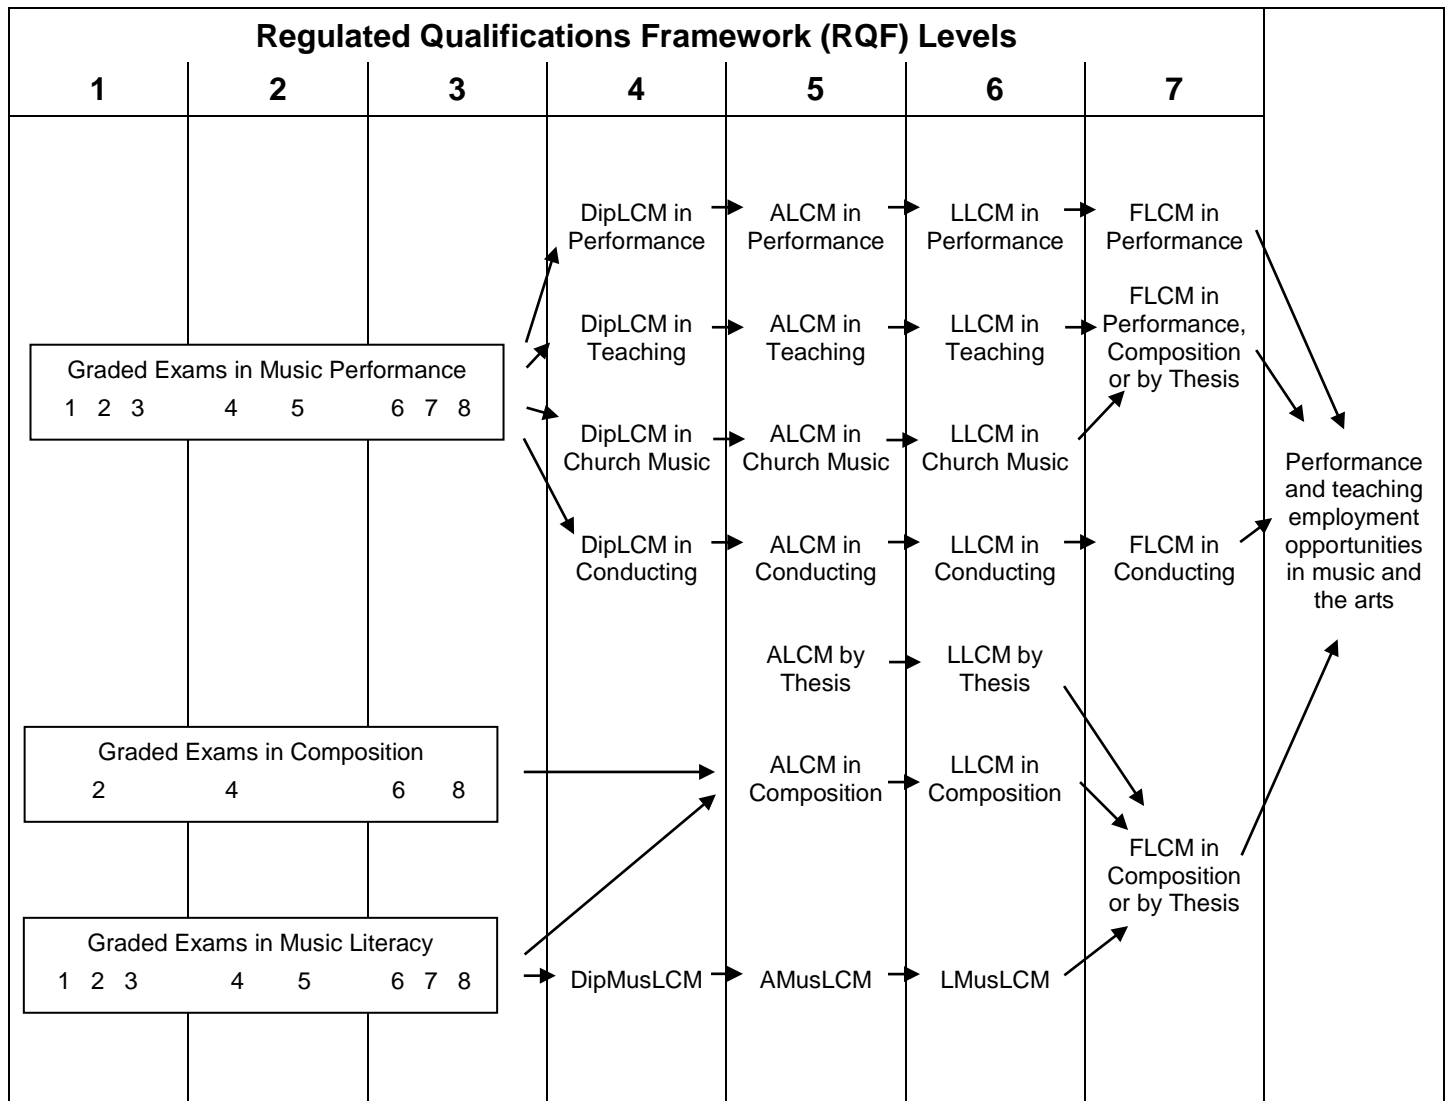 Regulated Qualifications Framework (RQF) Levels
1 2 3 4 5 6 7
DipLCM in
Performance
ALCM in
Performance
LLCM in
Performance
FLCM in
Performance
DipLCM in
Teaching
ALCM in
Teaching
LLCM in
Teaching
FLCM in
Performance,
Composition
or by Thesis
Graded Exams in Music Performance
1 2 3 4 5 6 7 8
DipLCM in
Church Music
ALCM in
Church Music
LLCM in
Church Music
DipLCM in
Conducting
ALCM in
Conducting
LLCM in
Conducting
FLCM in
Conducting
Performance
and teaching
employment
opportunities
in music and
the arts
ALCM by
Thesis
LLCM by
Thesis
Graded Exams in Composition
2 4 6 8
ALCM in
Composition
LLCM in
Composition
FLCM in
Composition
or by Thesis
Graded Exams in Music Literacy
1 2 3 4 5 6 7 8
DipMusLCM
AMusLCM
LMusLCM